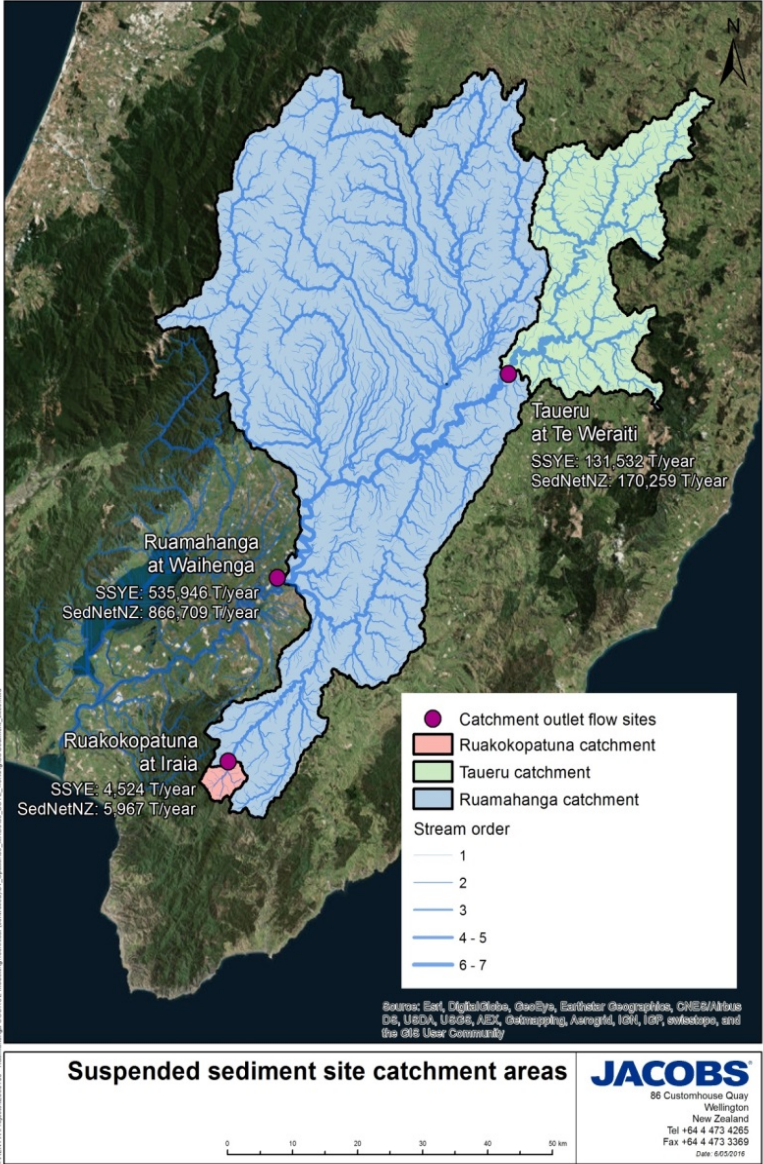 N
Taueru
at Te Weraiti
SSYE: 131,532 T/year
SedNetNZ: 170,259 T/year
Ruamahanga
at Waihenga
SSYE: 535,946 T/year
SedNetNZ: 866,709 T/year
Ruakokopatuna
at Iraia
SSYE: 4,524 T/year
SedNetNZ: 5,967 T/year
Catchment outlet flow sites
Ruakokopatuna catchment
Taueru catchment
Ruamahanga catchment
Stream order
1
2
3
4 - 5
6 - 7
Source: Esri, DigitalGlobe, GeoEye, Earthstar Geographics, CNES/Airbus
DS, USDA, USGS, AEX, Getmapping, Aerogrid, IGN, IGP, swisstopo, and
the GIS User Community
Suspended sediment site catchment areas
0 10 20 30 40 50 km
JACOBS®
86 Customhouse Quay
Wellington
New Zealand
Tel +64 4 473 4265
Fax +64 4 473 3369
Date: 6/05/2016